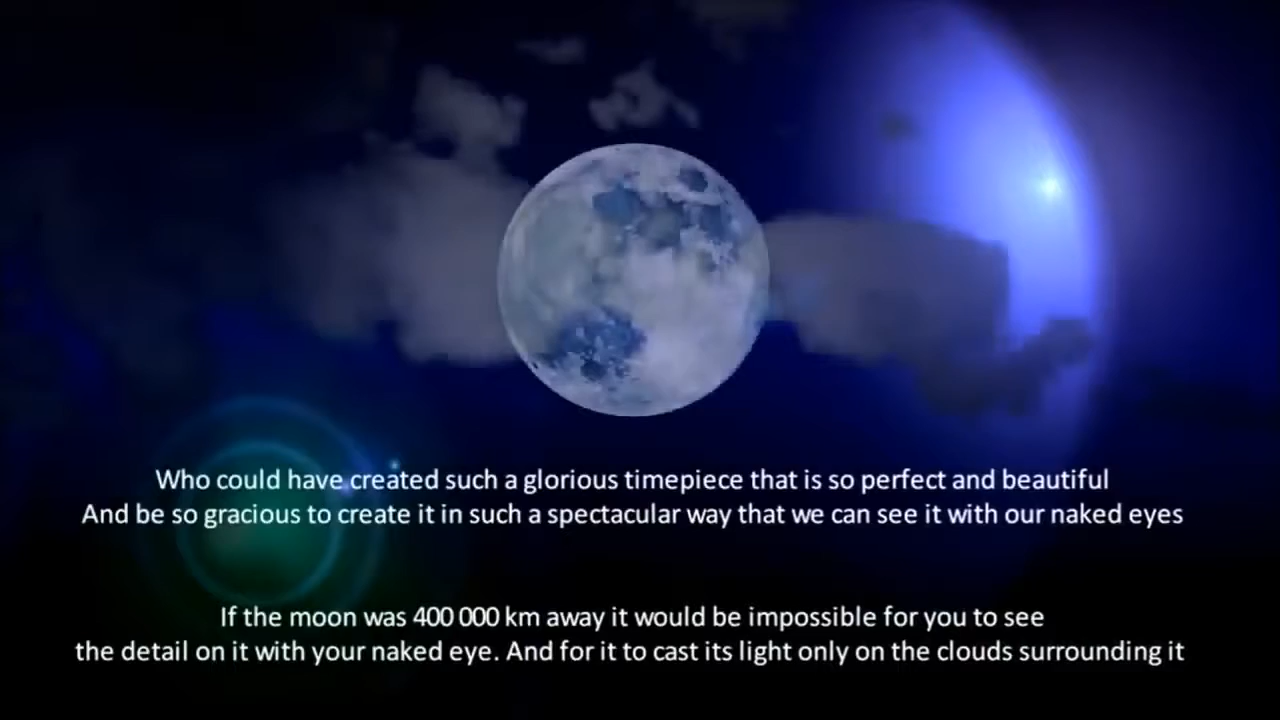 Who could have created such a glorious timepiece that is so perfect and beautiful
And be so gracious to create it in such a spectacular way that we can see it with our naked eyes
If the moon was 400 000 km away it would be impossible for you to see
the detail on it with your naked eye. And for it to cast its light only on the clouds surrounding it